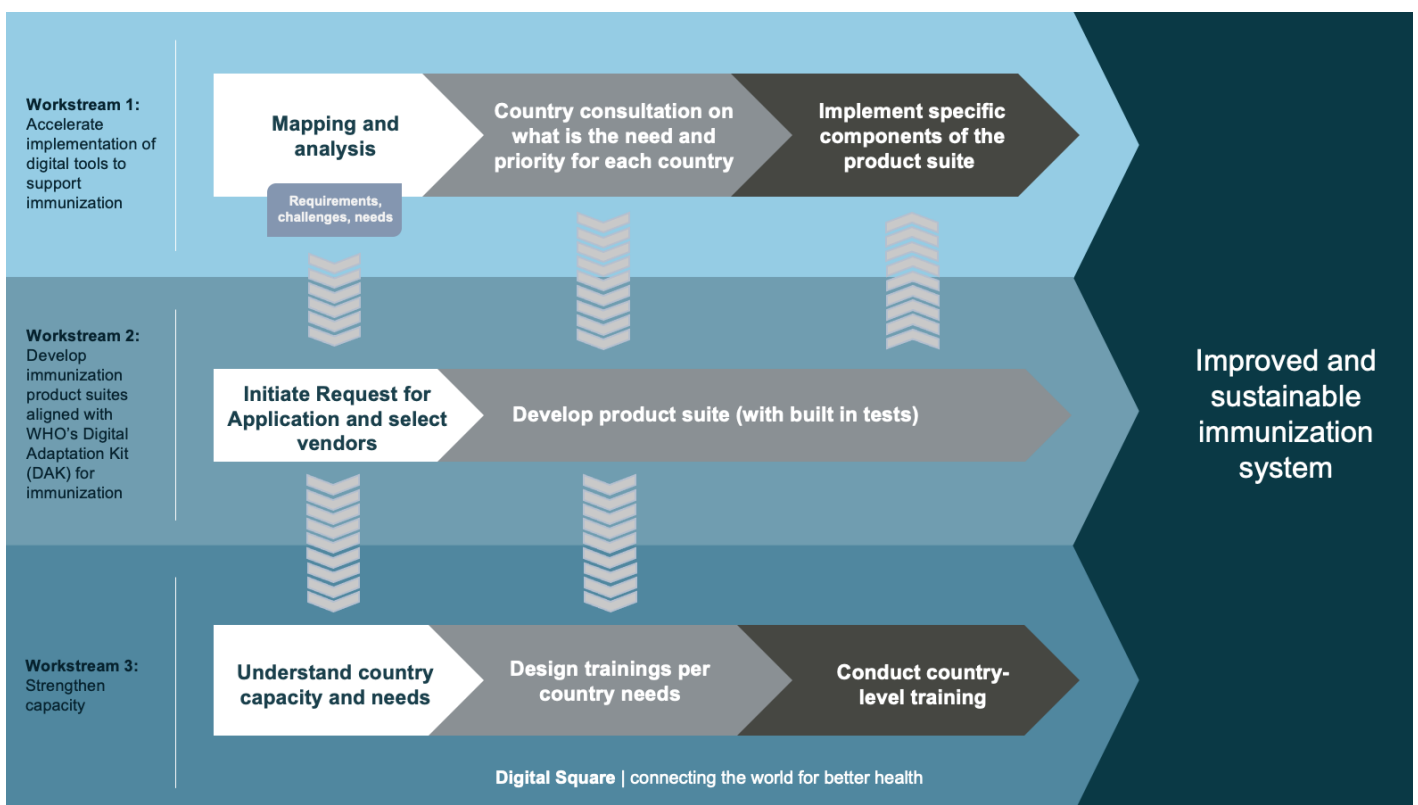 Workstream 1:
Accelerate
implementation of
digital tools to
support
immunization
Mapping and
analysis
Requirements,
challenges, needs
Country consultation on
what is the need and
priority for each country
Implement specific
components of the
product suite
Workstream 2:
Develop
immunization
product suites
aligned with
WHO's Digital
Adaptation Kit
(DAK) for
immunization
Initiate Request for
Application and select
vendors
Develop product suite (with built in tests)
Workstream 3:
Strengthen
capacity
Understand country
capacity and needs
Design trainings per
country needs
Conduct country-
level training
Improved and
sustainable
immunization
system
Digital Square | connecting the world for better health